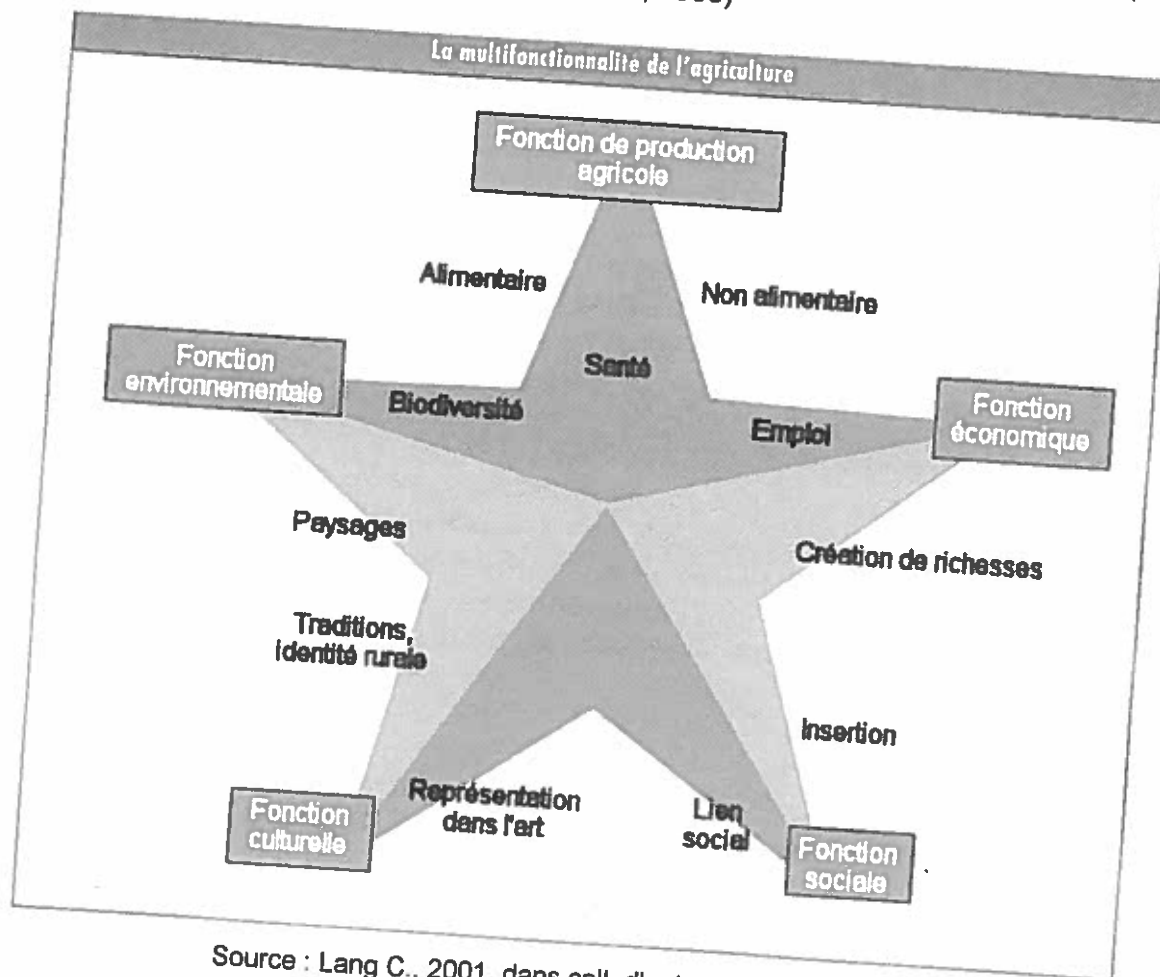 La multifonctionnalité de l'agriculture
Fonction de production
agricole
Alimentaire
Non alimentaire
Santé
Fonction
environnementale
Biodiversité
Emploi
Fonction
économique
Paysages
Création de richesses
Traditions,
identité rurale
Insertion
Représentation
dans l'art
Lien
social
Fonction
culturelle
Fonction
sociale
Source : Lang C., 2001, dans